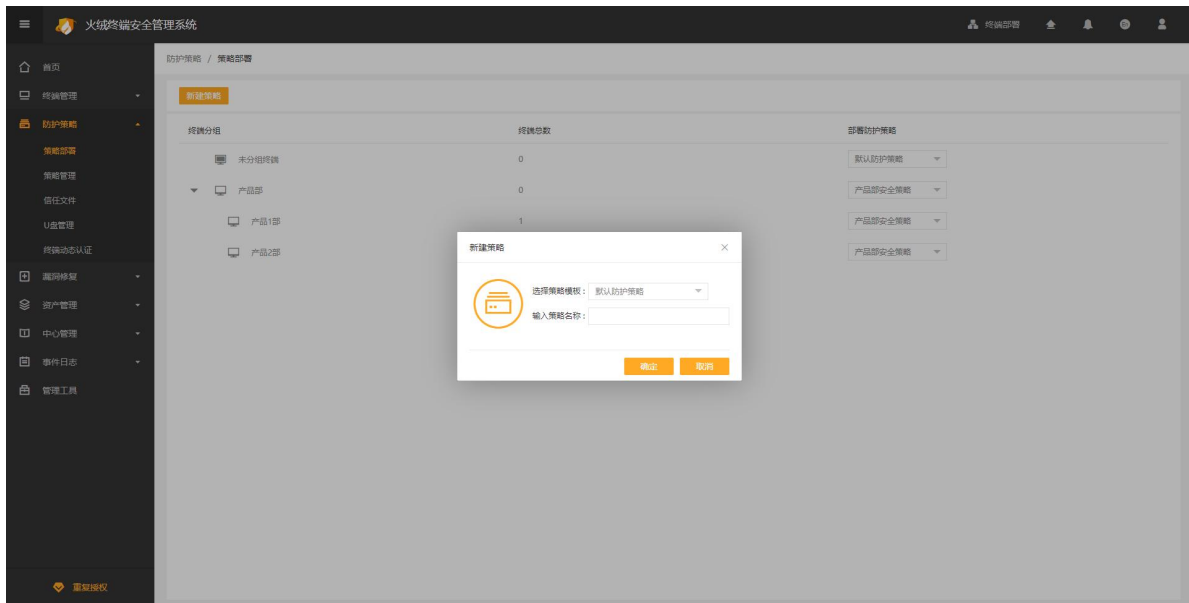 火绒终端安全管理系统
终端部署
首页
终端管理
防护策略
策略部署
策略管理
信任文件
U盘管理
终端动态认证
漏洞修复
资产管理
中心管理
事件日志
管理工具
重复授权
防护策略 / 策略部署
新建策略
终端分组 终端总数 部署防护策略
未分组终端 0 默认防护策略
产品部 0 产品部安全策略
产品1部 1 产品部安全策略
产品2部 产品部安全策略
新建策略
选择策略模板： 默认防护策略
输入策略名称：
确定 取消